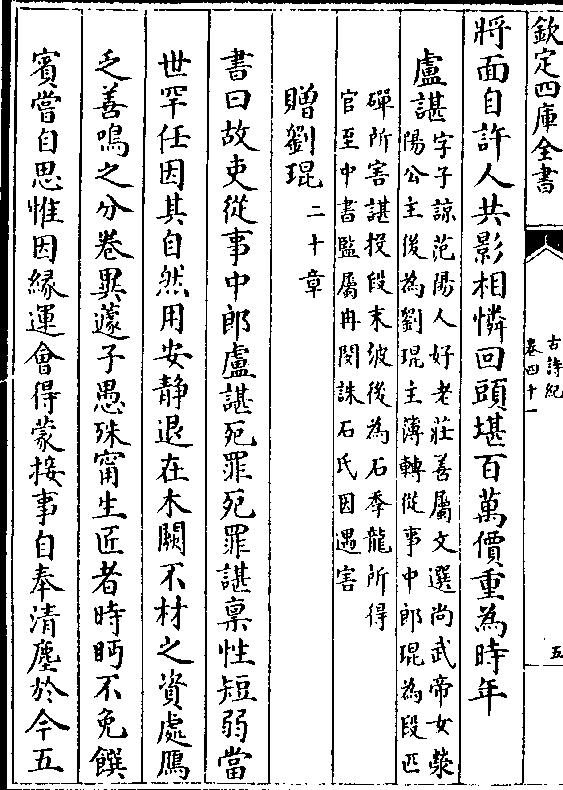 欽定四庫全書
古詩紀
卷四十一
五
將面自許人共影相憐回頭堪百萬價重為時年
盧諶
字子諒范陽人好老莊善屬文選尚武帝女滎
陽公主後為劉琨主薄轉從事中郎琨為段匹
磾所害諶投段末波後為石季龍所得
官至中書監屬冉閔誅石氏因遇害
贈劉琨二十章
書曰故吏從事中郎盧諶死罪死罪諶稟性短弱當
世罕任因其自然用安静退在木闕不材之資處鴈
乏善鳴之分卷異蘧子愚殊甯生匠者時眄不免饌
賓嘗自思惟因緣運會得蒙接事自奉清塵於今五